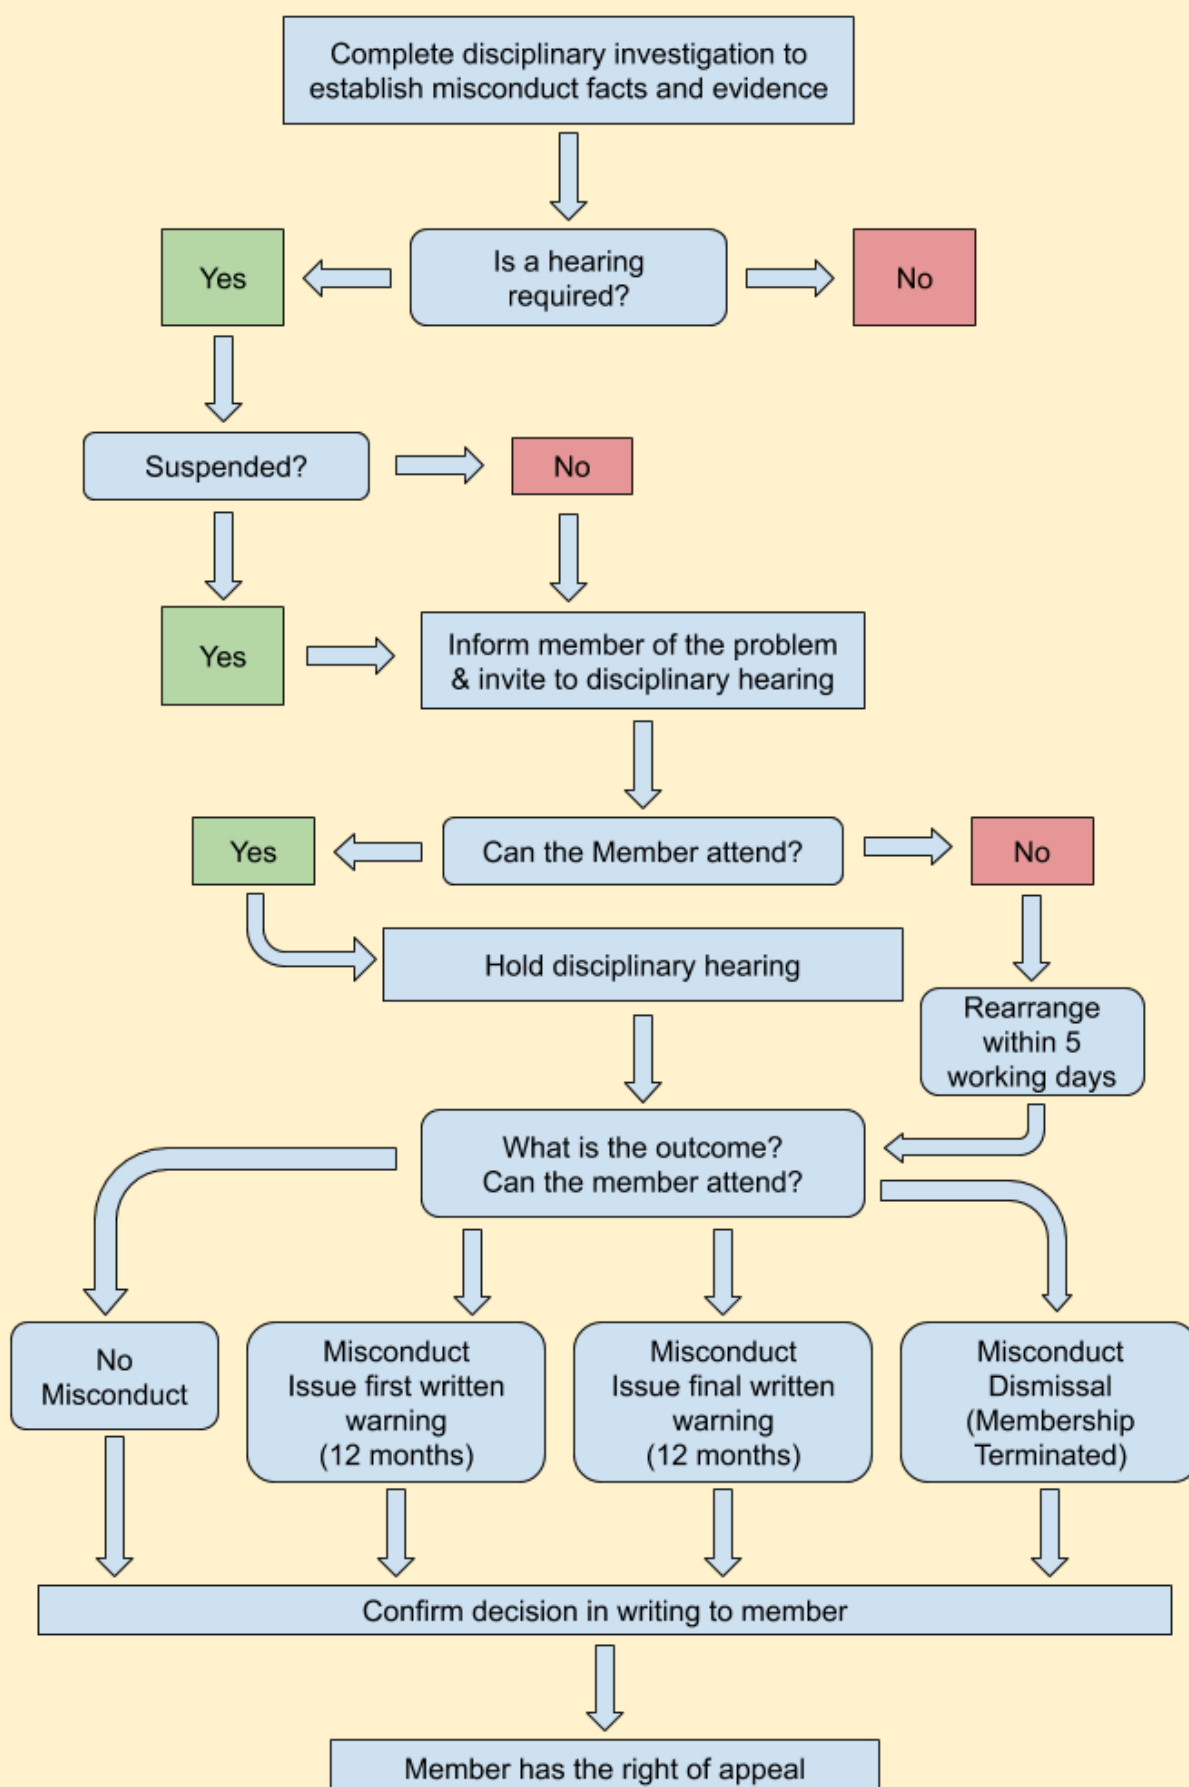 Complete disciplinary investigation to
establish misconduct facts and evidence
Yes
Is a hearing
required?
No
Suspended?
No
Yes
Inform member of the problem
& invite to disciplinary hearing
Yes
Can the Member attend?
No
Hold disciplinary hearing
Rearrange
within 5
working days
What is the outcome?
Can the member attend?
No
Misconduct
Misconduct
Issue first written
warning
(12 months)
Misconduct
Issue final written
warning
(12 months)
Misconduct
Dismissal
(Membership
Terminated)
Confirm decision in writing to member
Member has the right of appeal